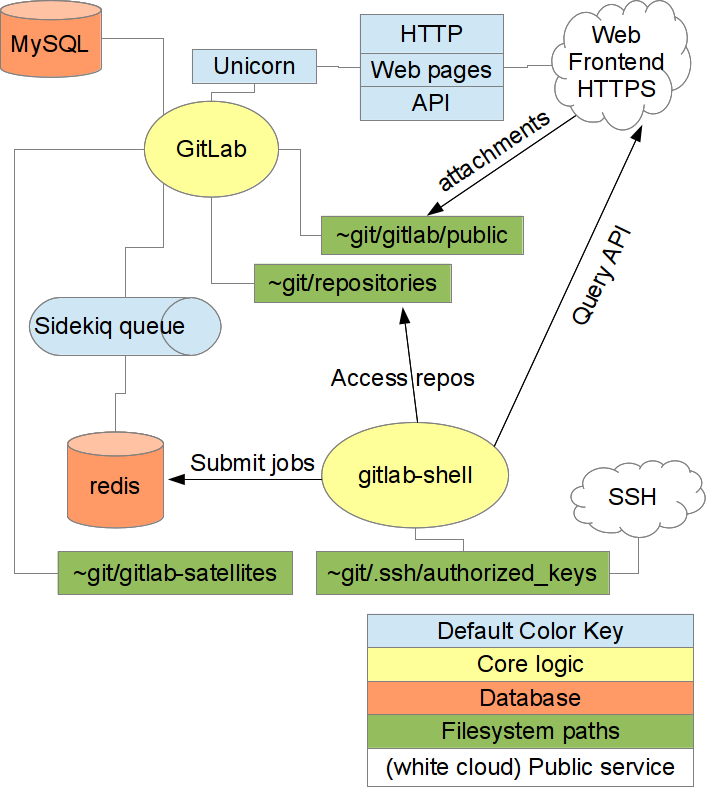 MySQL
Unicorn
HTTP
Web pages
API
Web
Frontend
HTTPS
GitLab
attachments
~git/gitlab/public
~git/repositories
Query API
Sidekiq queue
Access repos
redis
Submit jobs
gitlab-shell
SSH
~git/gitlab-satellites
~git/.ssh/authorized_keys
Default Color Key
Core logic
Database
Filesystem paths
(white cloud) Public service